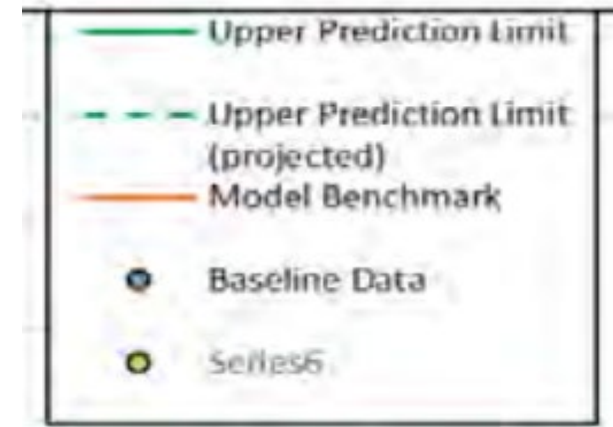 Upper Prediction Limit
Upper Prediction Limit
(projected)
Model Benchmark
Baseline Data
Series6